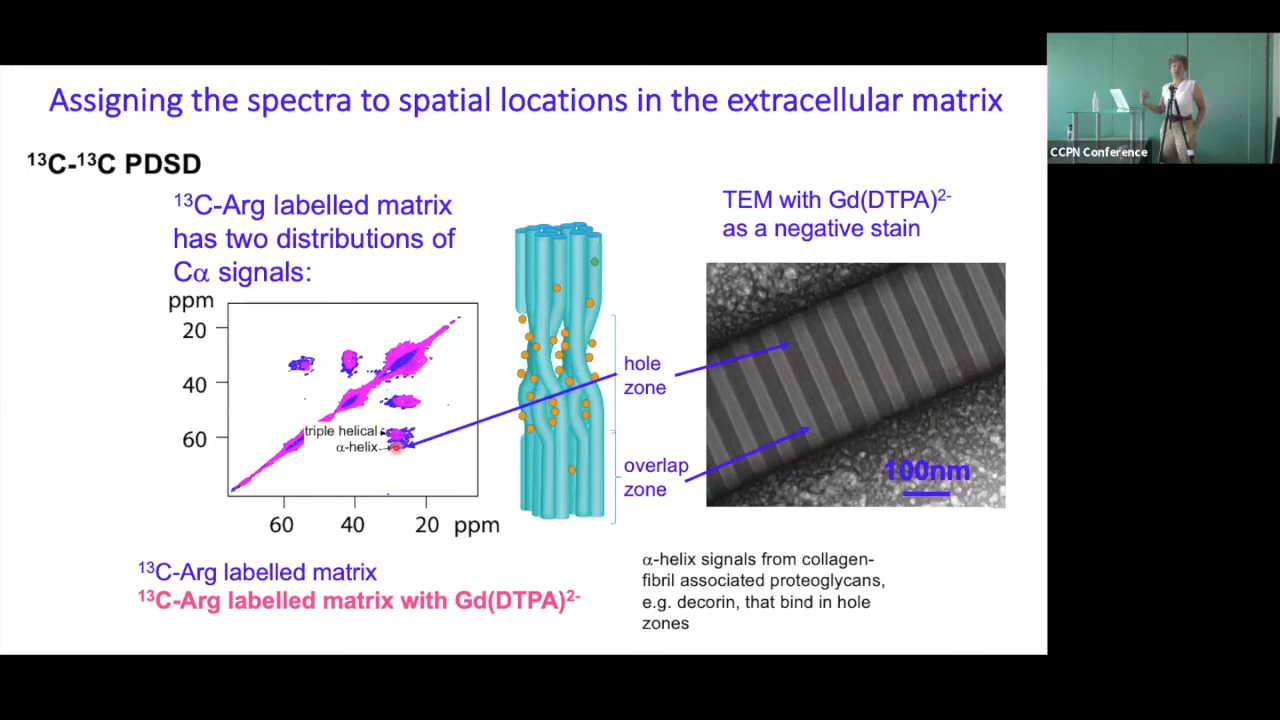 Assigning the spectra to spatial locations in the extracellular matrix
¹³C-¹³C PDSD
¹³C-Arg labelled matrix
has two distributions of
Cα signals:
ppm
20
40
60
triple helical
α-helix
60
40
20
ppm
¹³C-Arg labelled matrix
¹³C-Arg labelled matrix with Gd(DTPA)²⁻
hole
zone
overlap
zone
TEM with Gd(DTPA)²⁻
as a negative stain
100nm
α-helix signals from collagen-
fibril associated proteoglycans,
e.g. decorin, that bind in hole
zones
CCPN Conference